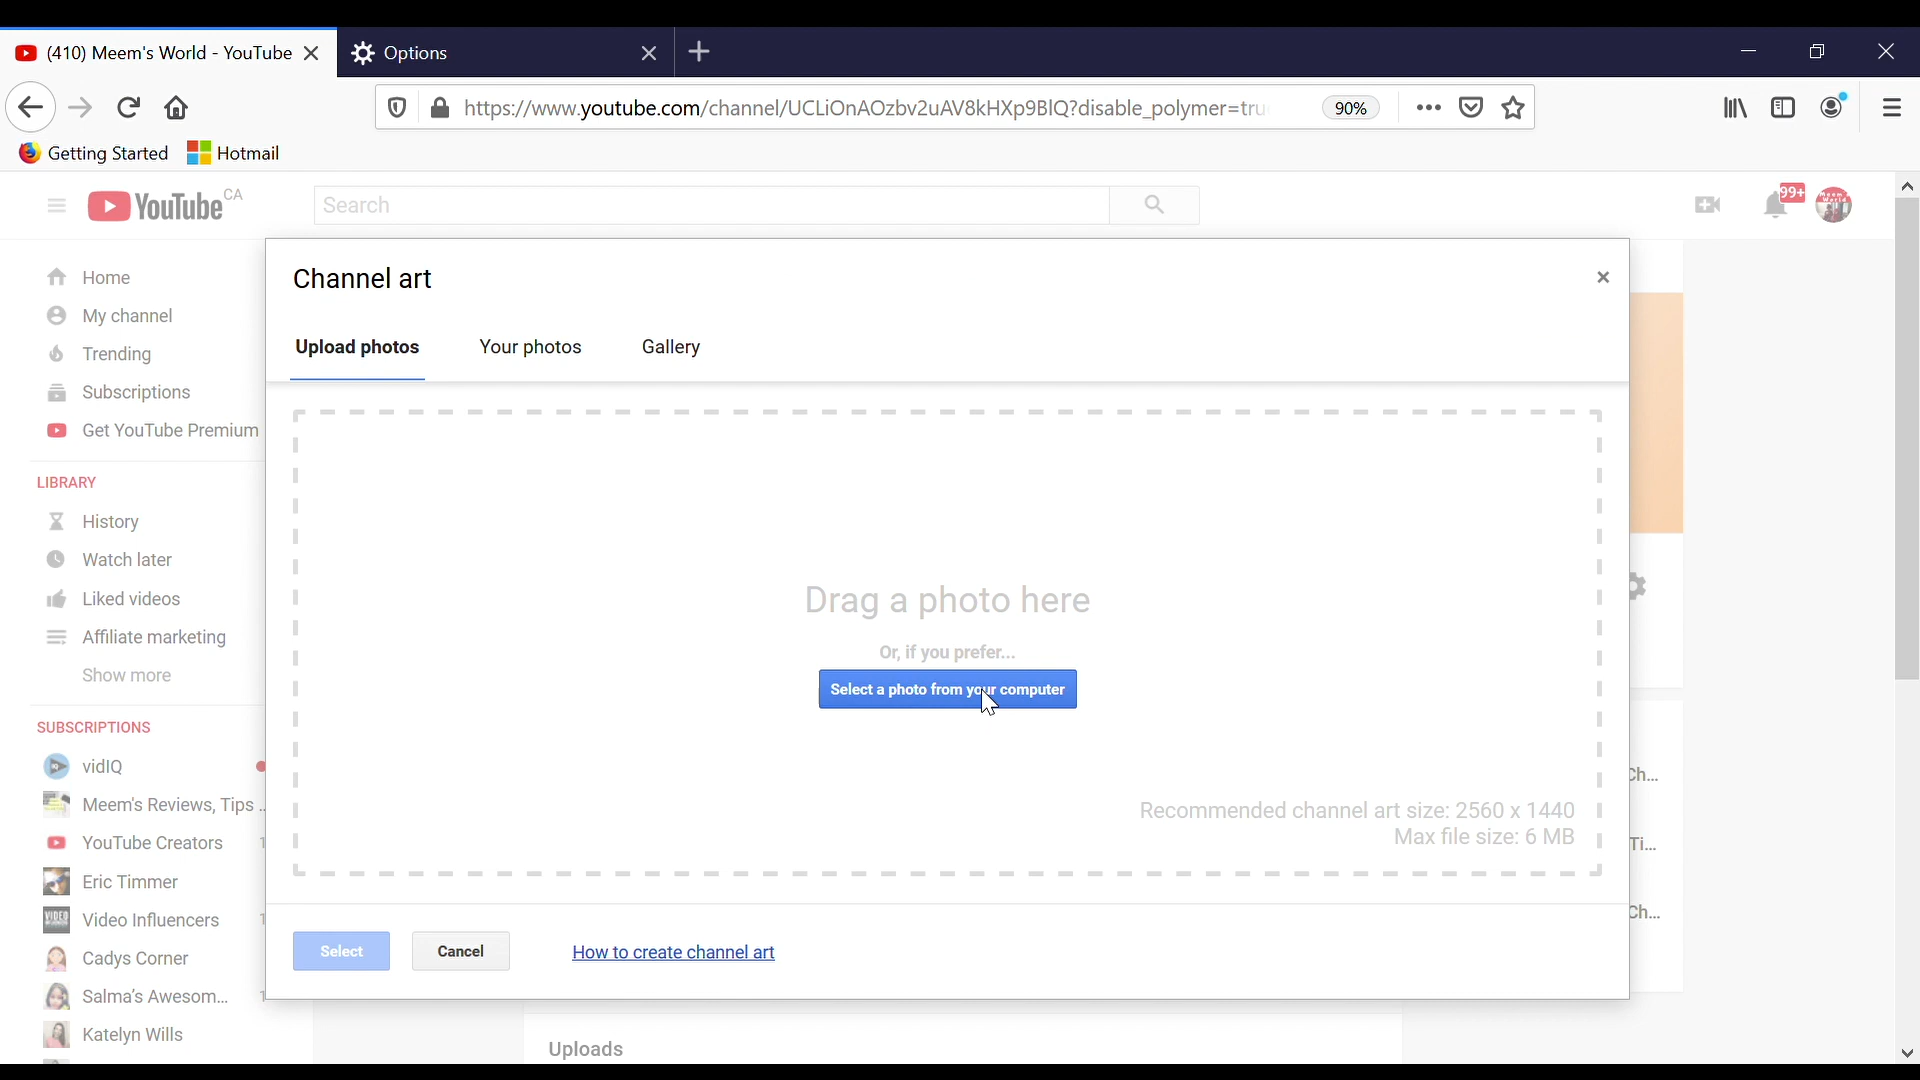 (410) Meem's World - YouTube
Options
https://www.youtube.com/channel/UCLiOnAOzbv2uAV8kHXp9BlQ?disable_polymer=tru
90%
Getting Started
Hotmail
YouTube CA
Search
99+
Home
My channel
Trending
Subscriptions
Get YouTube Premium
LIBRARY
History
Watch later
Liked videos
Affiliate marketing
Show more
SUBSCRIPTIONS
vidIQ
Meem's Reviews, Tips ..
YouTube Creators
Eric Timmer
Video Influencers
Cadys Corner
Salma's Awesom...
Katelyn Wills
Channel art
Upload photos
Your photos
Gallery
Drag a photo here
Or, if you prefer...
Select a photo from your computer
Recommended channel art size: 2560 x 1440
Max file size: 6 MB
Select
Cancel
How to create channel art
Ch...
Ti...
Ch...
Uploads